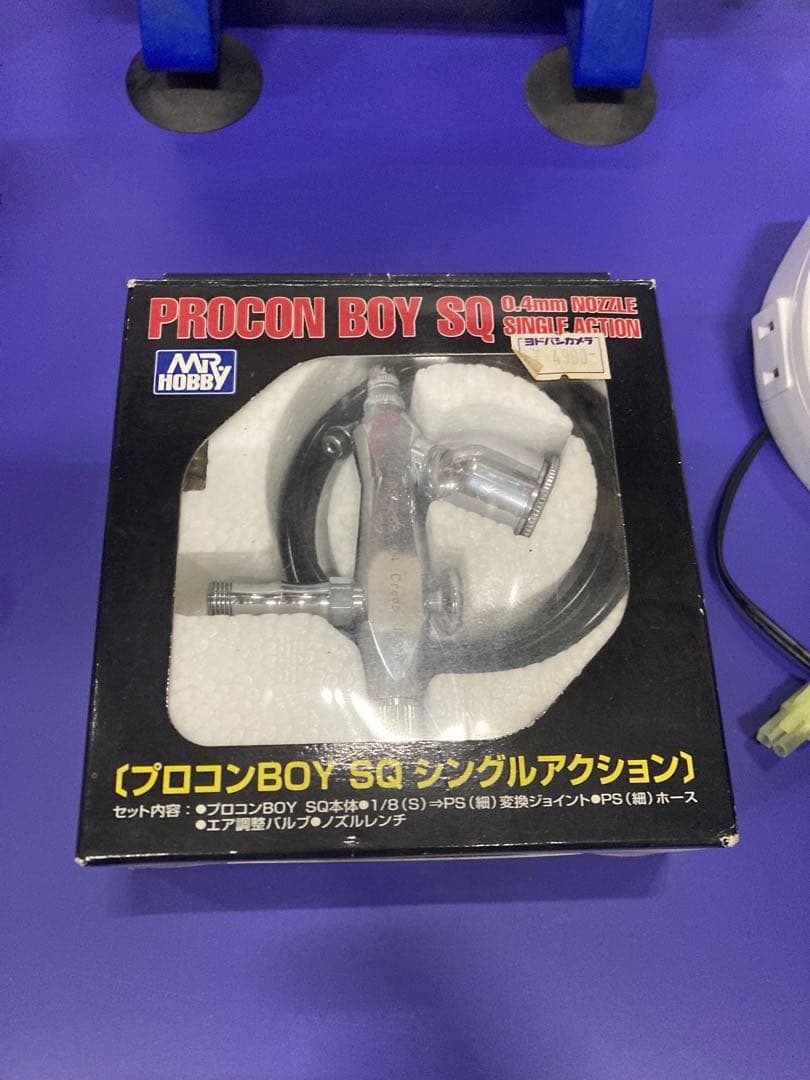 PROCON BOY SQ
0.4mm NOZZLE
SINGLE ACTION
ヨドバシカメラ
MR
HOBBY
〔プロコンBOY SQ シングルアクション〕
セット内容：●プロコンBOY SQ本体●1/8(S)⇒PS(細)変換ジョイント●PS(細)ホース
●エア調整バルブ●ノズルレンチ